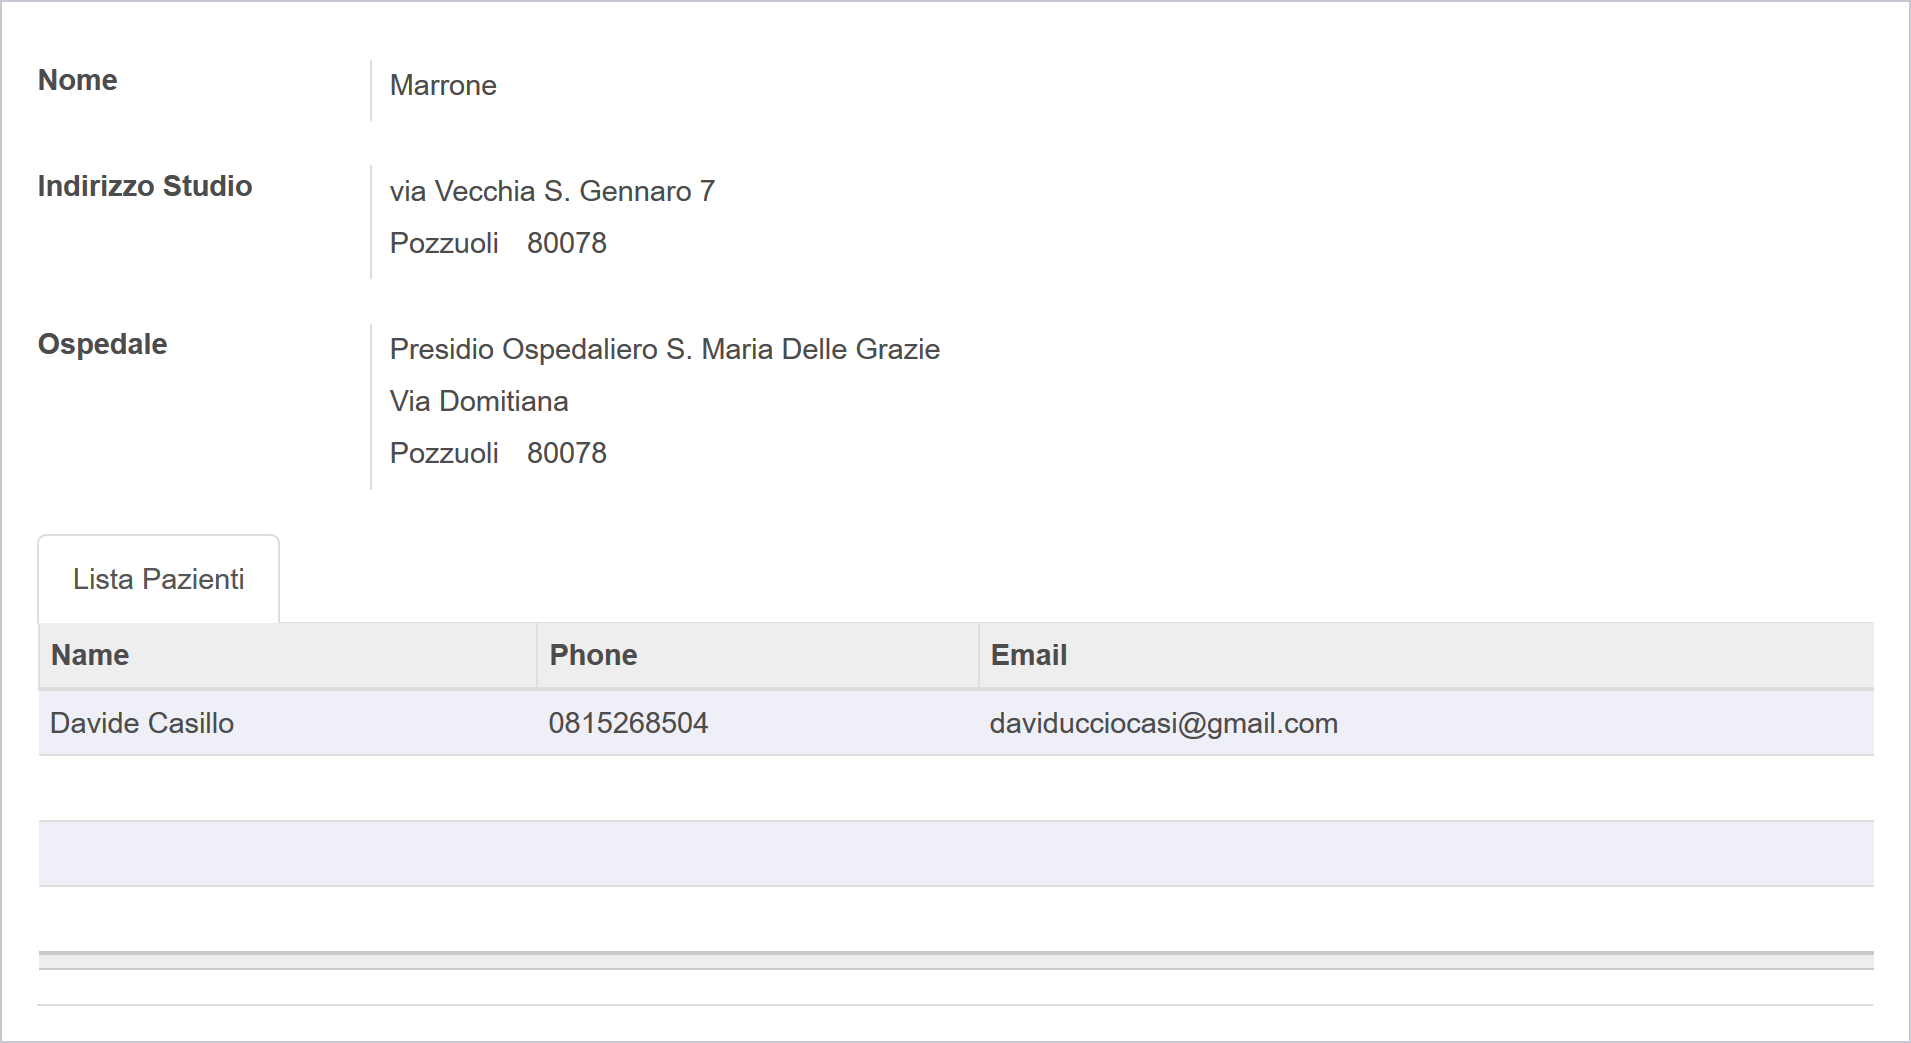 Nome
Marrone
Indirizzo Studio
via Vecchia S. Gennaro 7
Pozzuoli 80078
Ospedale
Presidio Ospedaliero S. Maria Delle Grazie
Via Domitiana
Pozzuoli 80078
Lista Pazienti
Name Phone Email
Davide Casillo 0815268504 daviducciocasi@gmail.com